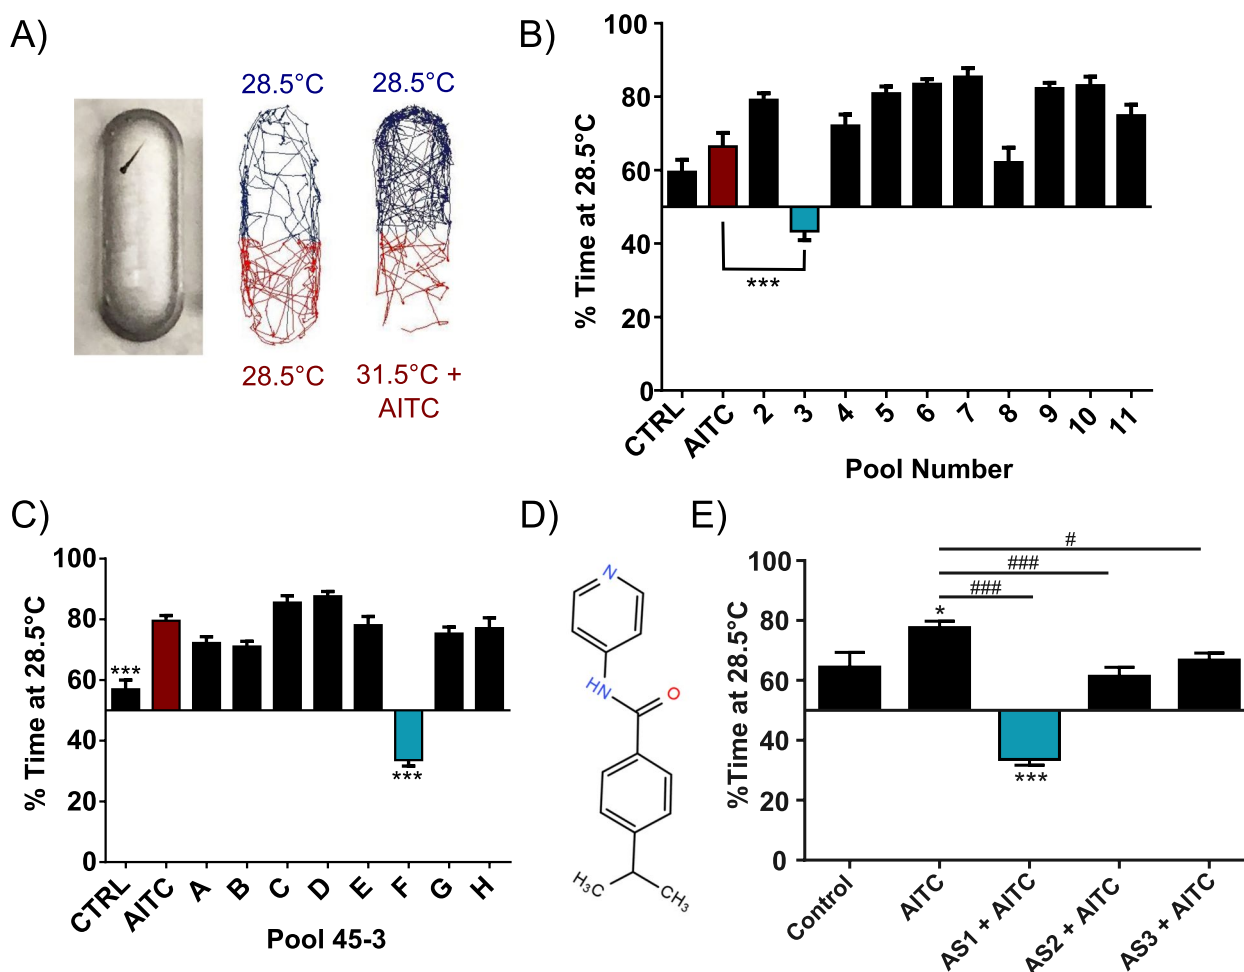 A)
28.5°C
28.5°C
28.5°C
31.5°C +
AITC
B)
% Time at 28.5°C
100
80
60
40
20
0
***
CTRL
AITC
2
3
4
5
6
7
8
9
10
11
Pool Number
C)
% Time at 28.5°C
100
80
60
40
20
0
***
***
CTRL
AITC
A
B
C
D
E
F
G
H
Pool 45-3
D)
N
HN
O
H3C
CH3
E)
%Time at 28.5°C
100
80
60
40
20
0
#
###
###
*
***
Control
AITC
AS1 + AITC
AS2 + AITC
AS3 + AITC